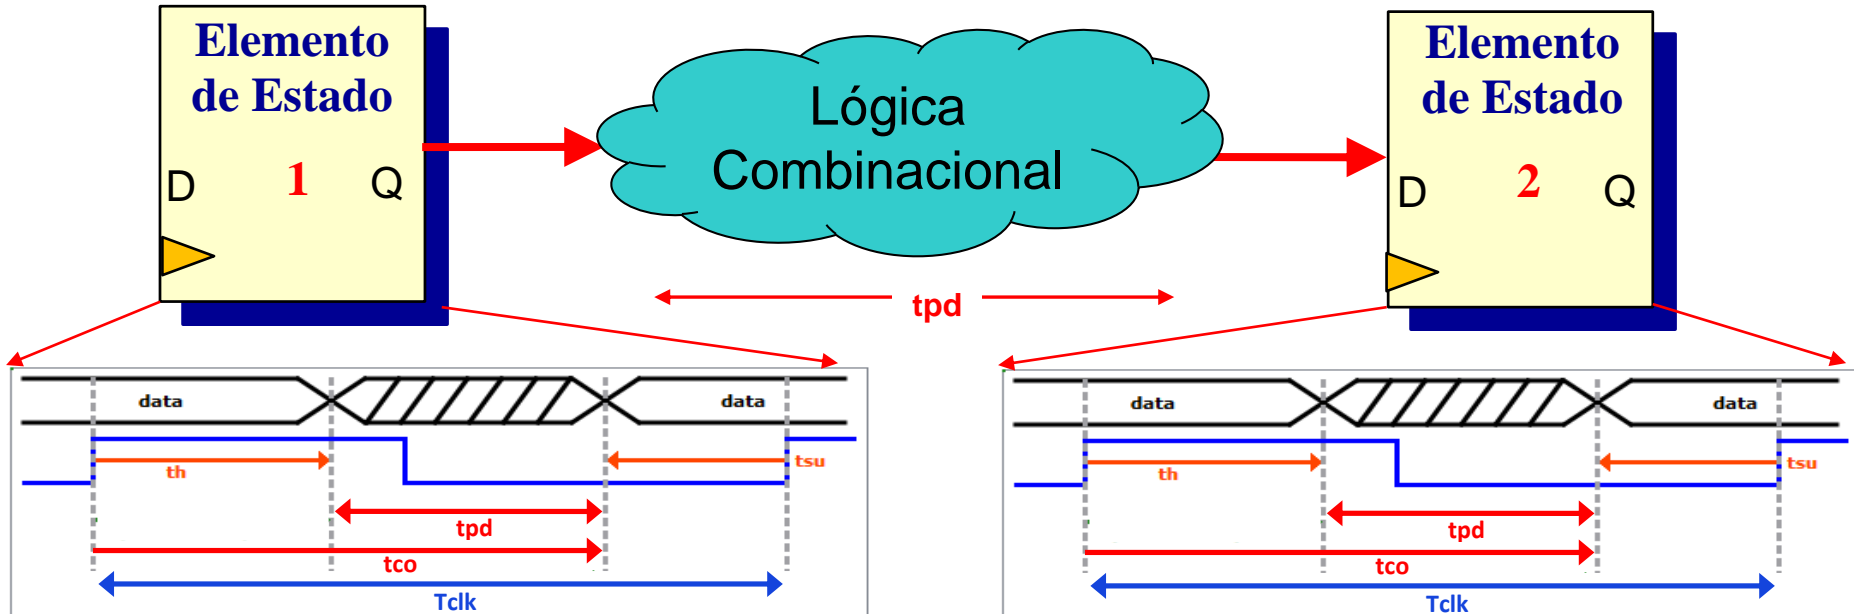 Elemento
de Estado
1
D
Q
Lógica
Combinacional
Elemento
de Estado
2
D
Q
tpd
data
data
th
tsu
tpd
tco
Tclk
data
data
th
tsu
tpd
tco
Tclk